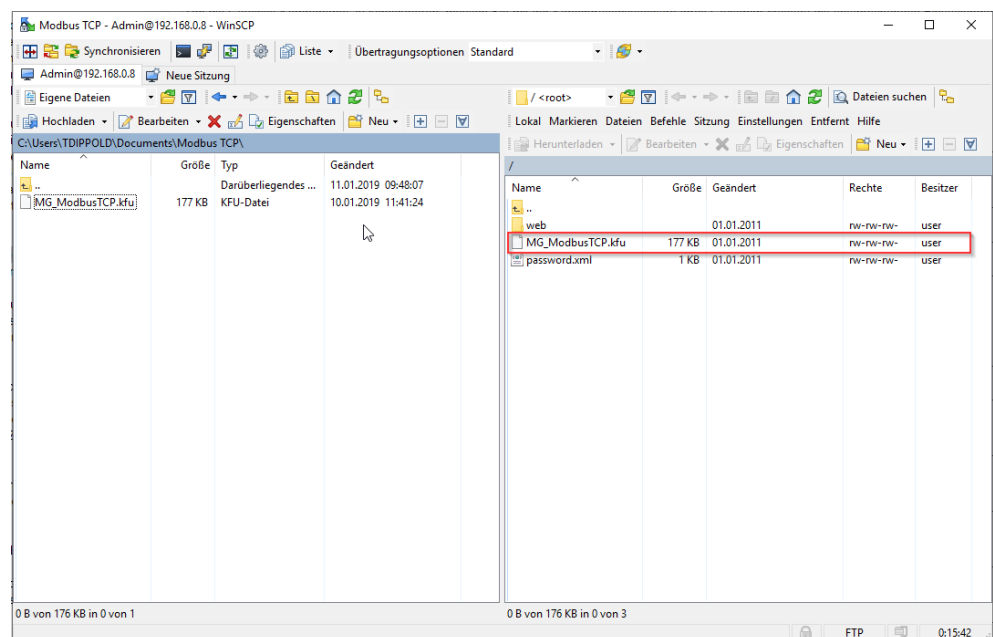 Modbus TCP - Admin@192.168.0.8 - WinSCP
Synchronisieren Liste Übertragungsoptionen Standard
Admin@192.168.0.8 Neue Sitzung
Eigene Dateien
Hochladen Bearbeiten Eigenschaften Neu
C:\Users\TDIPPOLD\Documents\Modbus TCP\
Name Größe Typ Geändert
.. Darüberliegendes ... 11.01.2019 09:48:07
MG_ModbusTCP.kfu 177 KB KFU-Datei 10.01.2019 11:41:24
0 B von 176 KB in 0 von 1
/ <root> Dateien suchen
Lokal Markieren Dateien Befehle Sitzung Einstellungen Entfernt Hilfe
Herunterladen Bearbeiten Eigenschaften Neu
/
Name Größe Geändert Rechte Besitzer
..
web 01.01.2011 rw-rw-rw- user
MG_ModbusTCP.kfu 177 KB 01.01.2011 rw-rw-rw- user
password.xml 1 KB 01.01.2011 rw-rw-rw- user
0 B von 176 KB in 0 von 3
FTP 0:15:42